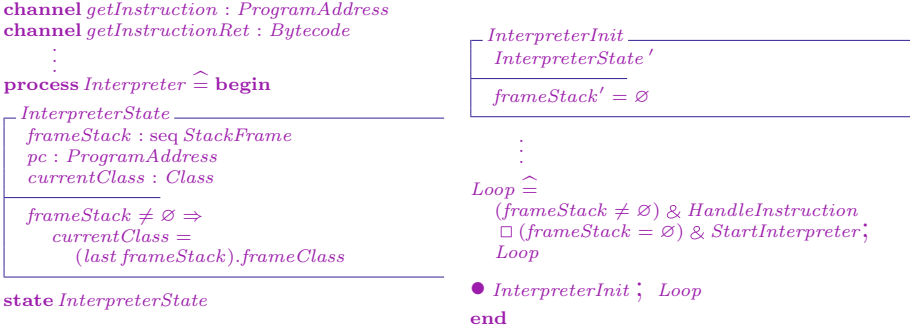 channel getInstruction : ProgramAddress
channel getInstructionRet : Bytecode
⋮
process Interpreter ≙ begin
InterpreterState
frameStack : seq StackFrame
pc : ProgramAddress
currentClass : Class
frameStack ≠ ∅ ⇒
currentClass =
(last frameStack).frameClass
state InterpreterState
InterpreterInit
InterpreterState ′
frameStack′ = ∅
⋮
Loop ≙
(frameStack ≠ ∅) & HandleInstruction
□ (frameStack = ∅) & StartInterpreter ;
Loop
● InterpreterInit ; Loop
end